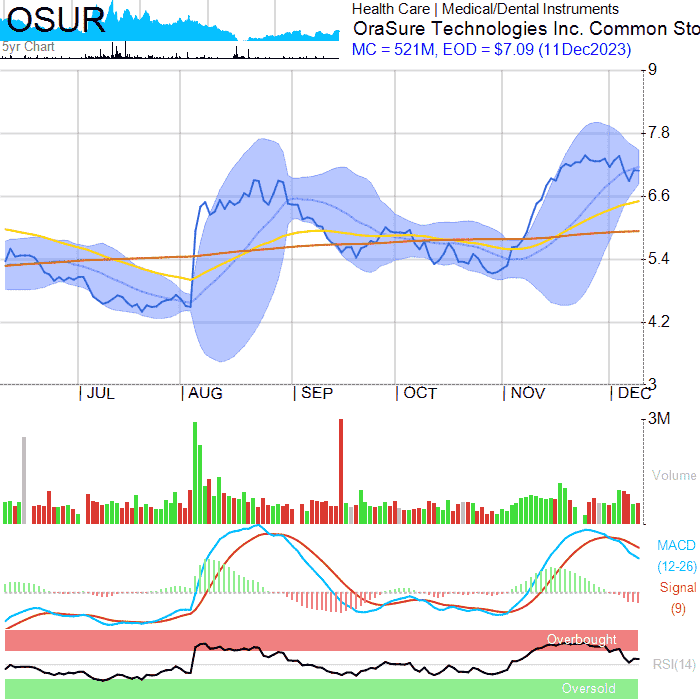 OSUR
5yr Chart
Health Care | Medical/Dental Instruments
OraSure Technologies Inc. Common Sto
MC = 521M, EOD = $7.09 (11Dec2023)
9
7.8
6.6
5.4
4.2
3
| JUL | AUG | SEP | OCT | NOV | DEC
3M
Volume
MACD
(12-26)
Signal
(9)
Overbought
RSI(14)
Oversold